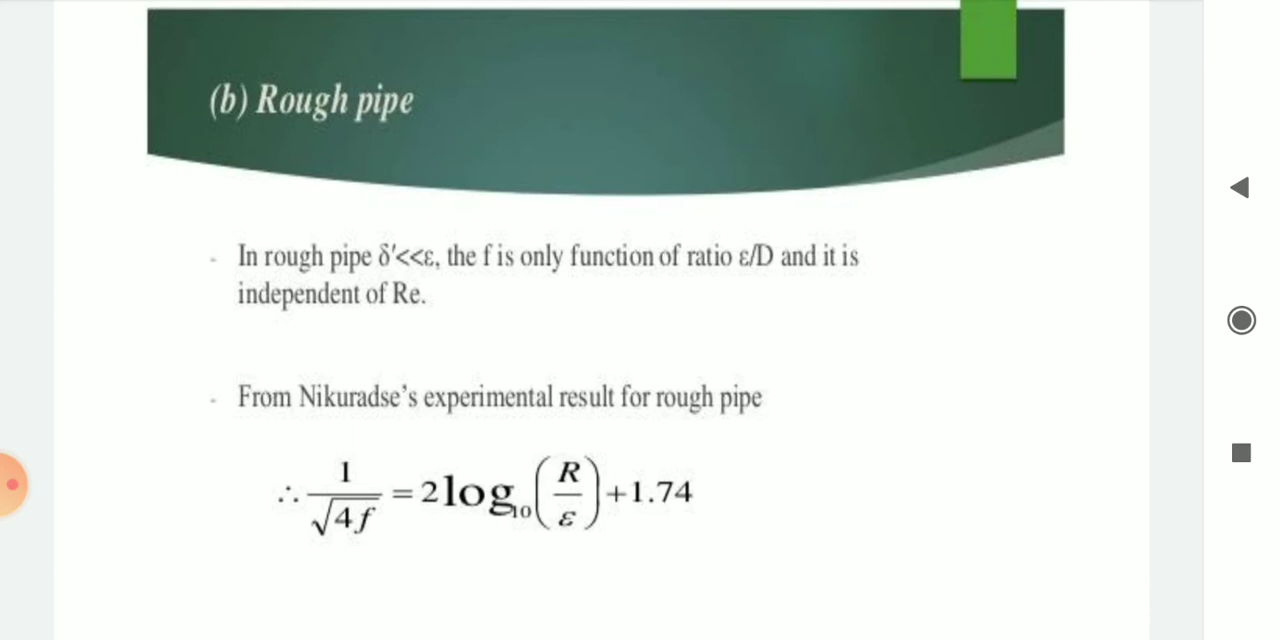 (b) Rough pipe
- In rough pipe δ'<<ε, the f is only function of ratio ε/D and it is
independent of Re.
- From Nikuradse's experimental result for rough pipe
∴ 1/√4f = 2log₁₀(R/ε)+1.74